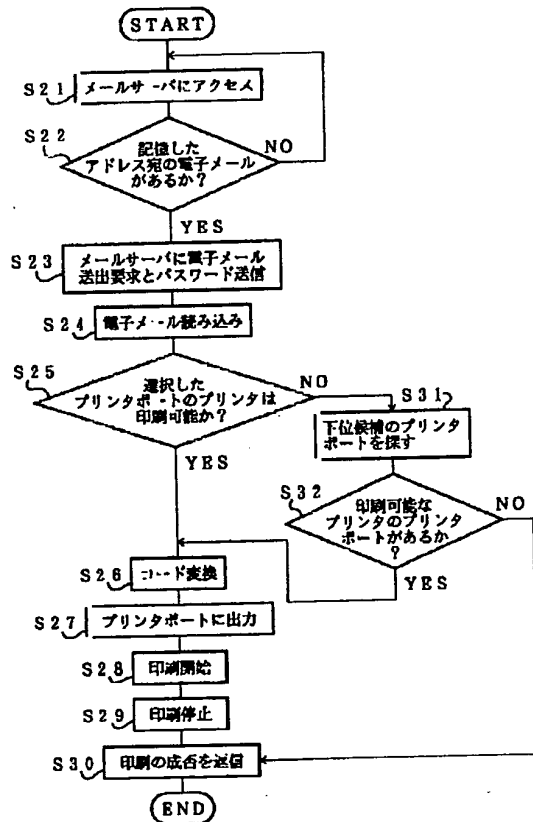 START
S21
メールサーバにアクセス
S22
記憶した
アドレス宛の電子メール
があるか?
NO
YES
S23
メールサーバに電子メール
送出要求とパスワード送信
S24
電子メール読み込み
S25
選択した
プリンタポートのプリンタは
印刷可能か?
NO
YES
S31
下位候補のプリンタ
ポートを探す
S32
印刷可能な
プリンタのプリンタ
ポートがあるか
?
NO
YES
S26
コード変換
S27
プリンタポートに出力
S28
印刷開始
S29
印刷停止
S30
印刷の成否を返信
END